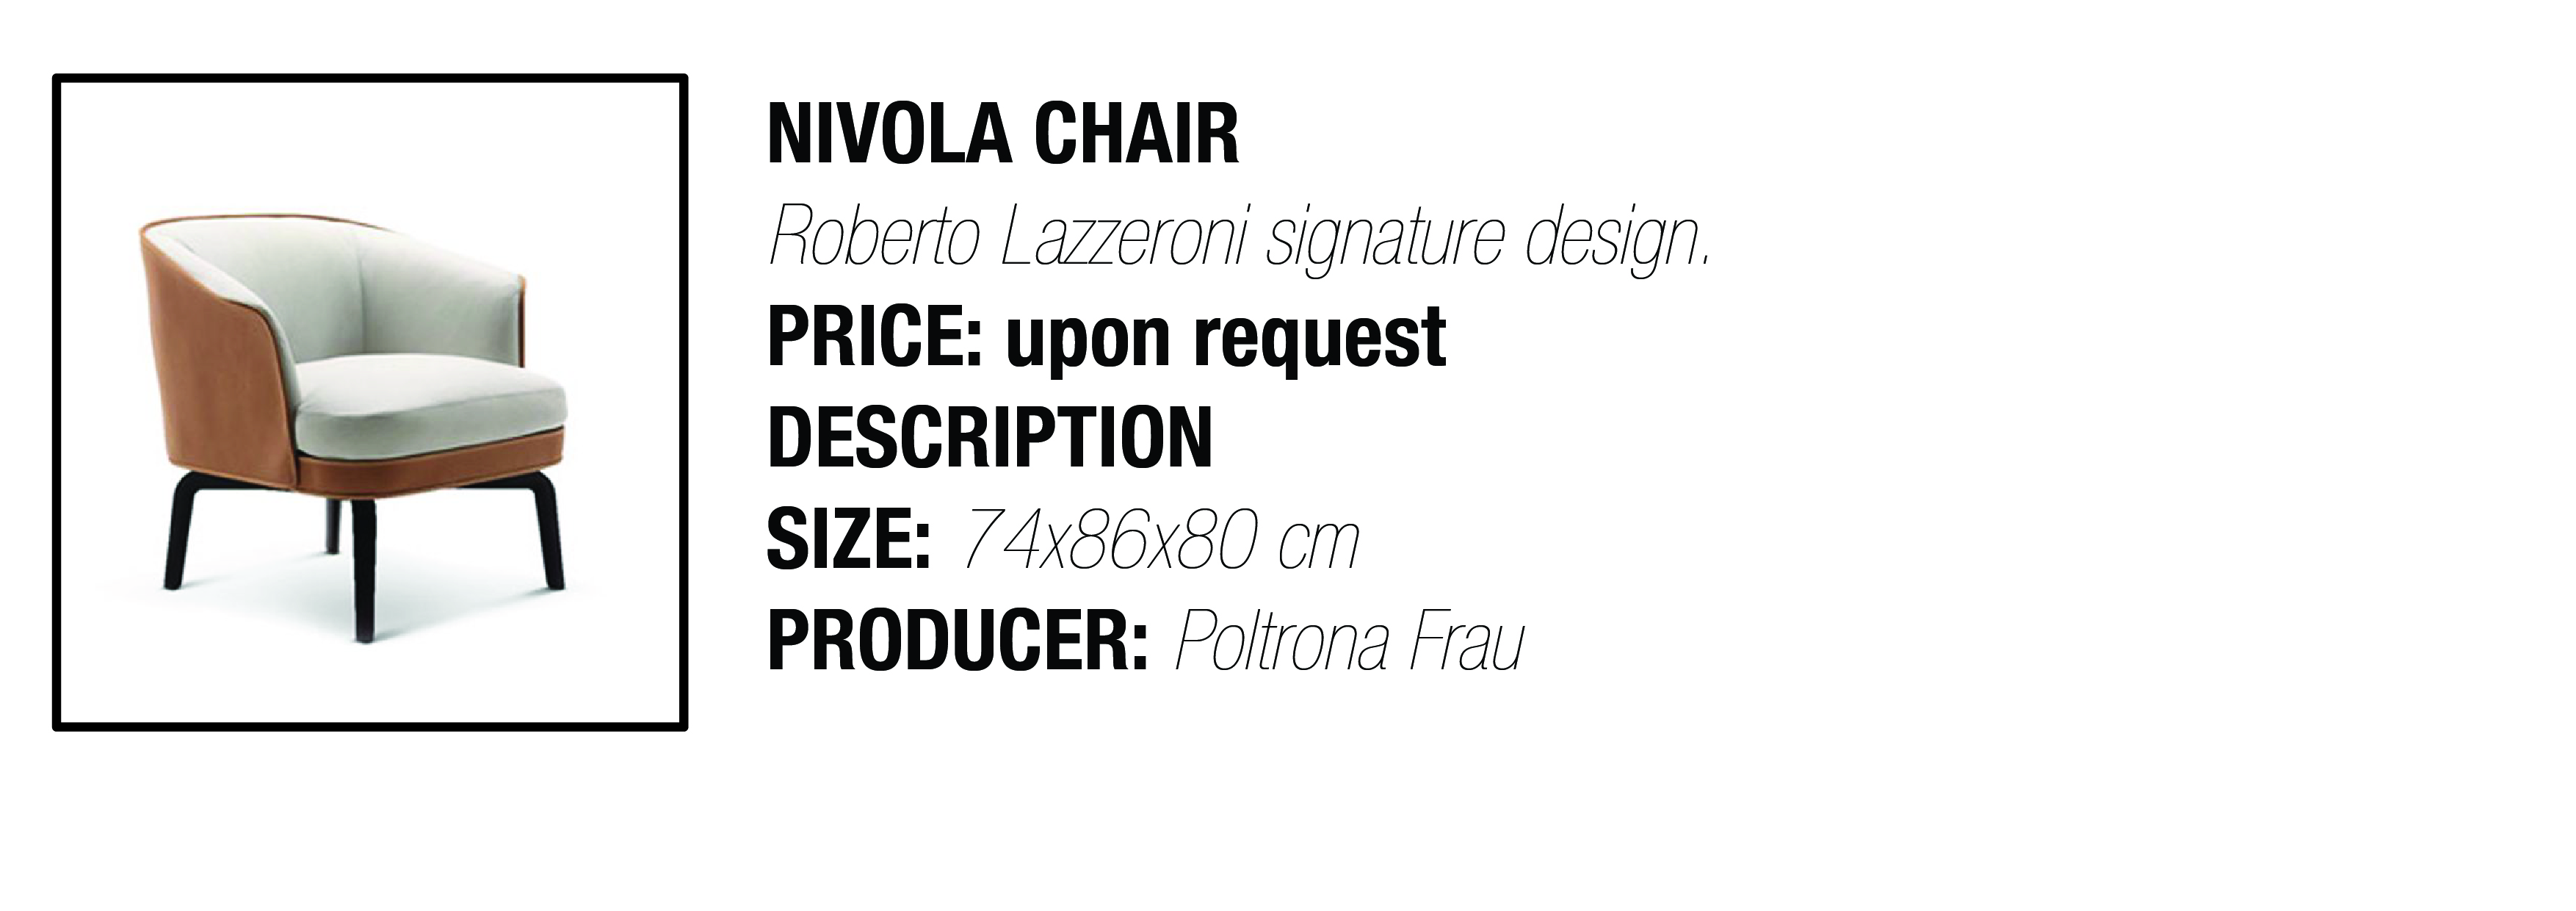 NIVOLA CHAIR
Roberto Lazzeroni signature design.
PRICE: upon request
DESCRIPTION
SIZE: 74x86x80 cm
PRODUCER: Poltrona Frau